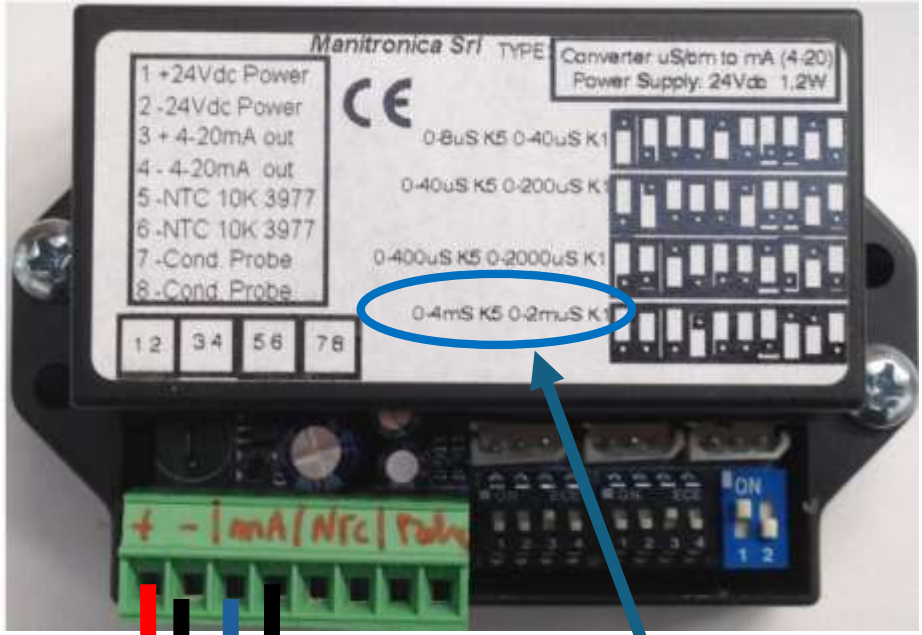 Manitronica Srl TYPE
Converter uS/cm to mA (4-20)
Power Supply: 24Vdc 1,2W
1 +24Vdc Power
2 -24Vdc Power
3 + 4-20mA out
4 - 4-20mA out
5 -NTC 10K 3977
6 -NTC 10K 3977
7 -Cond. Probe
8 -Cond. Probe
CE
0-8uS K5 0-40uS K1
0-40uS K5 0-200uS K1
0-400uS K5 0-2000uS K1
0-4mS K5 0-2muS K1
1 2 3 4 5 6 7 8
+ - | mA | NTC |
ON ECE ON ECE
1 2 3 4 1 2 3 4
ON
1 2